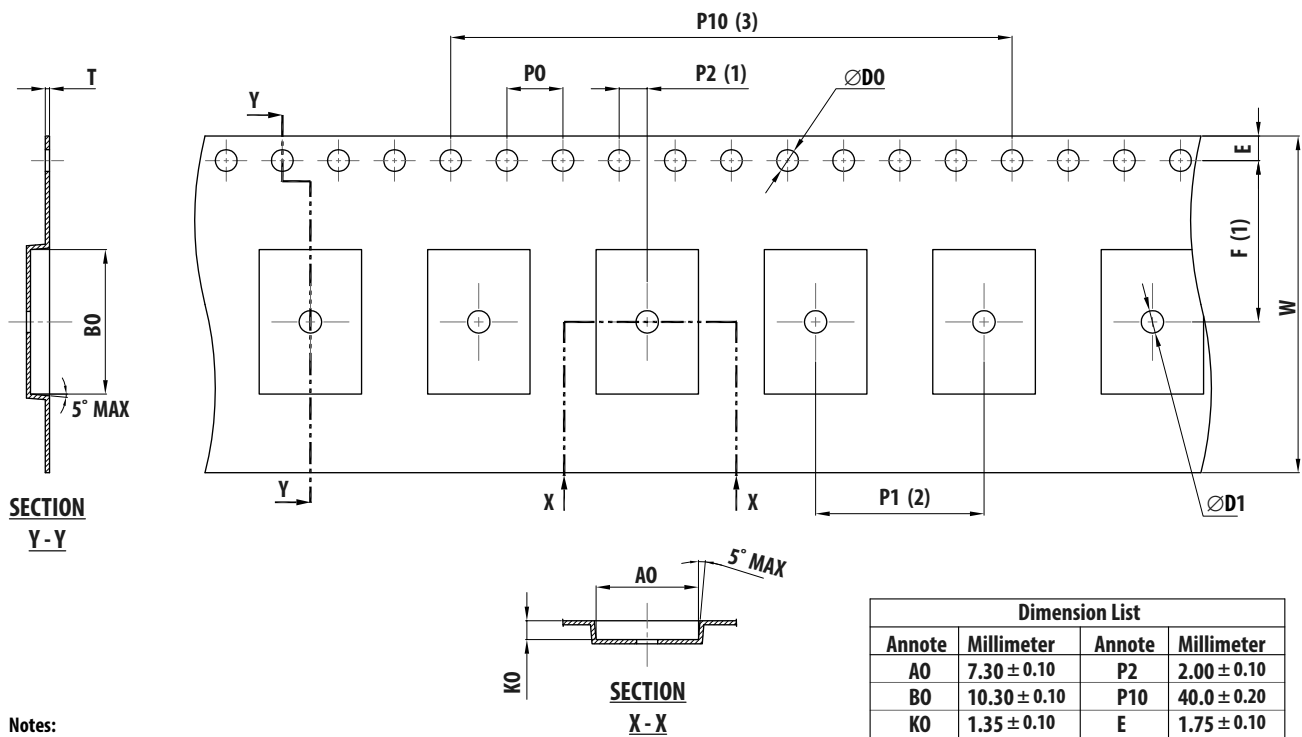 P10 (3)
T
P0
P2 (1)
∅D0
Y
E
F (1)
W
B0
5° MAX
Y
X
X
P1 (2)
∅D1
SECTION
Y - Y
A0
5° MAX
K0
SECTION
X - X
Dimension List
Annote Millimeter Annote Millimeter
A0 7.30 ± 0.10 P2 2.00 ± 0.10
B0 10.30 ± 0.10 P10 40.0 ± 0.20
K0 1.35 ± 0.10 E 1.75 ± 0.10
Notes: